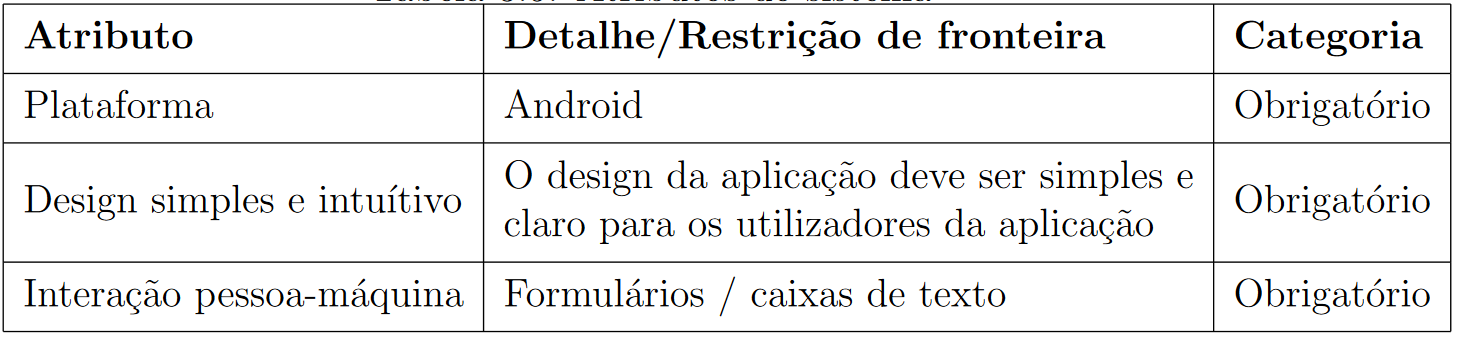 Atributo Detalhe/Restrição de fronteira Categoria
Plataforma Android Obrigatório
Design simples e intuítivo O design da aplicação deve ser simples e
claro para os utilizadores da aplicação Obrigatório
Interação pessoa-máquina Formulários / caixas de texto Obrigatório